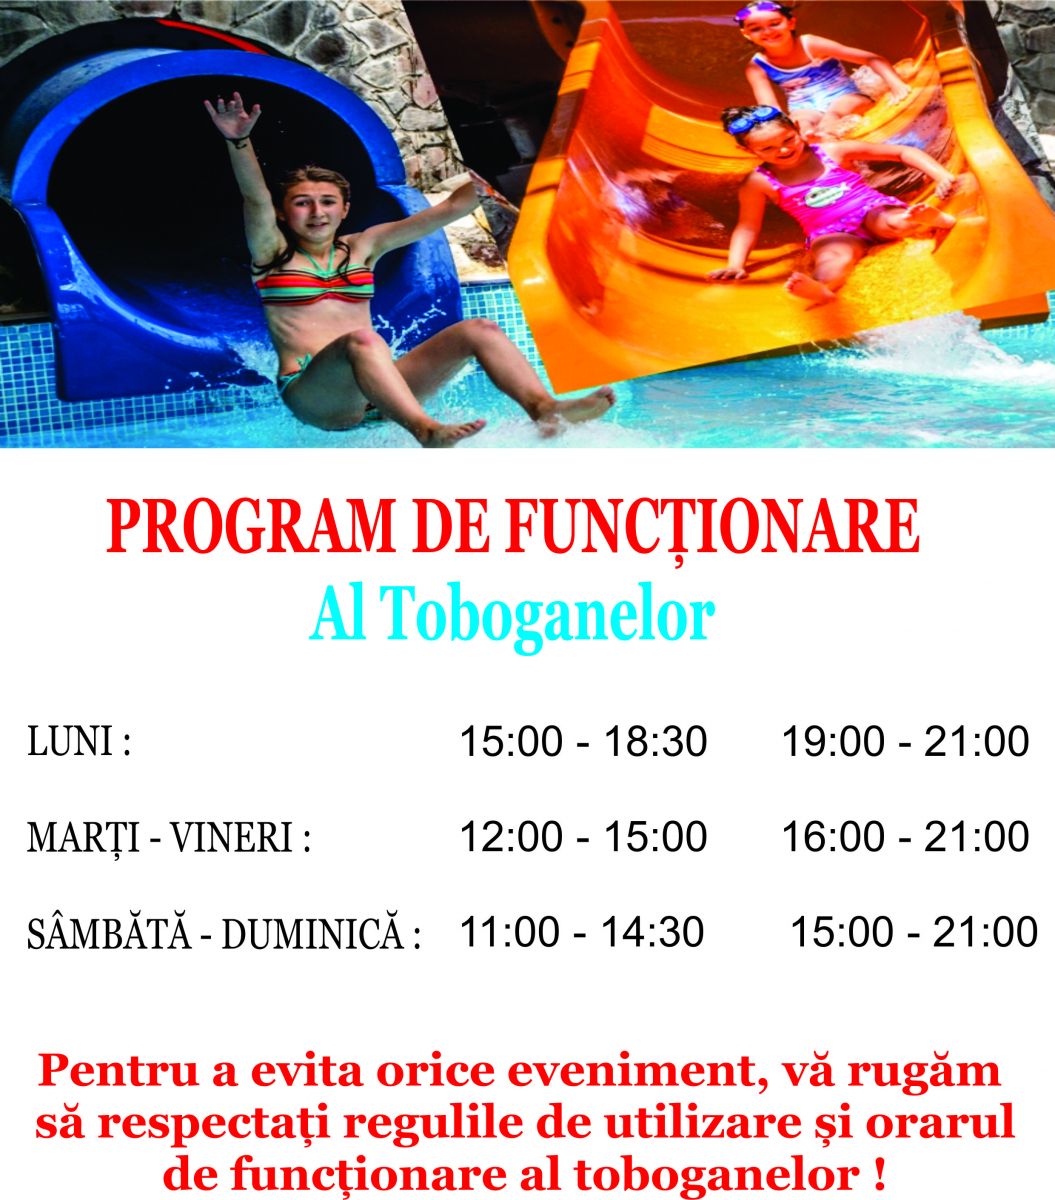 PROGRAM DE FUNCȚIONARE
Al Toboganelor
LUNI : 15:00 - 18:30 19:00 - 21:00
MARȚI - VINERI : 12:00 - 15:00 16:00 - 21:00
SÂMBĂTĂ - DUMINICĂ : 11:00 - 14:30 15:00 - 21:00
Pentru a evita orice eveniment, vă rugăm
să respectați regulile de utilizare și orarul
de funcționare al toboganelor !